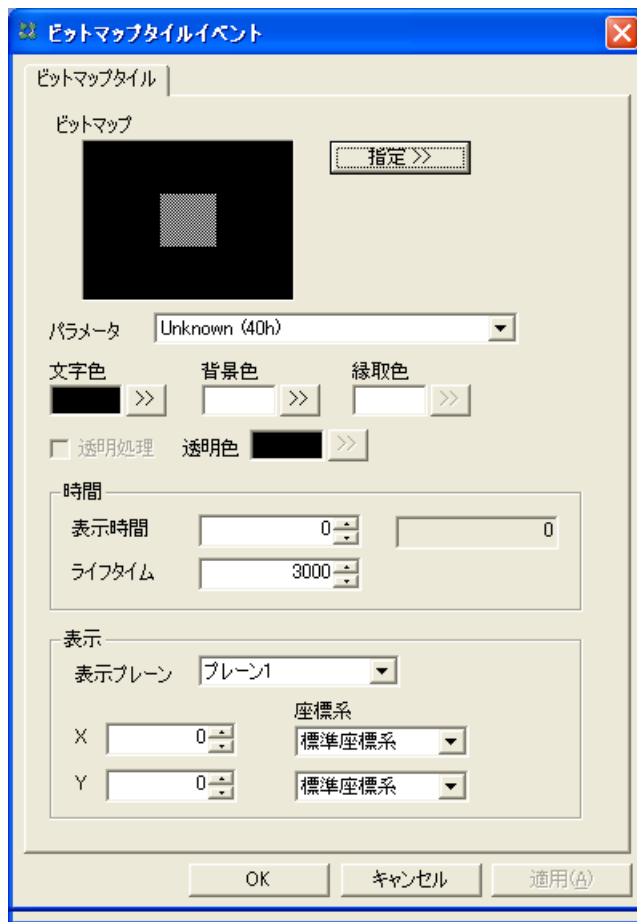 ビットマップタイルイベント
ビットマップタイル
ビットマップ
指定 >>
パラメータ Unknown (40h)
文字色 背景色 縁取色
>> >> >>
透明処理 透明色 >>
時間
表示時間 0 0
ライフタイム 3000
表示
表示プレーン プレーン1
座標系
X 0 標準座標系
Y 0 標準座標系
OK キャンセル 適用(A)